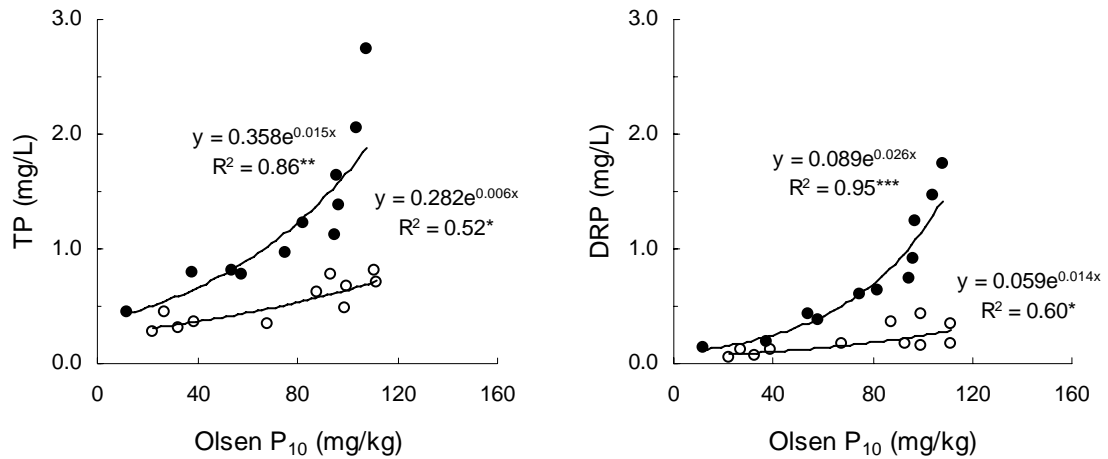 3.0
2.0
1.0
0.0
TP (mg/L)
y = 0.358e^0.015x
R² = 0.86**
y = 0.282e^0.006x
R² = 0.52*
0 40 80 120 160
Olsen P₁₀ (mg/kg)
3.0
2.0
1.0
0.0
DRP (mg/L)
y = 0.089e^0.026x
R² = 0.95***
y = 0.059e^0.014x
R² = 0.60*
0 40 80 120 160
Olsen P₁₀ (mg/kg)